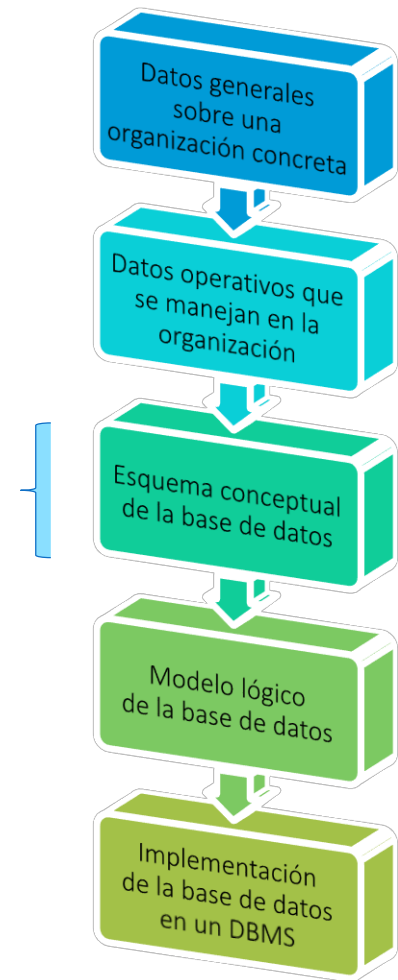 Datos generales
sobre una
organización concreta
Datos operativos que
se manejan en la
organización
Esquema conceptual
de la base de datos
Modelo lógico
de la base de datos
Implementación
de la base de datos
en un DBMS